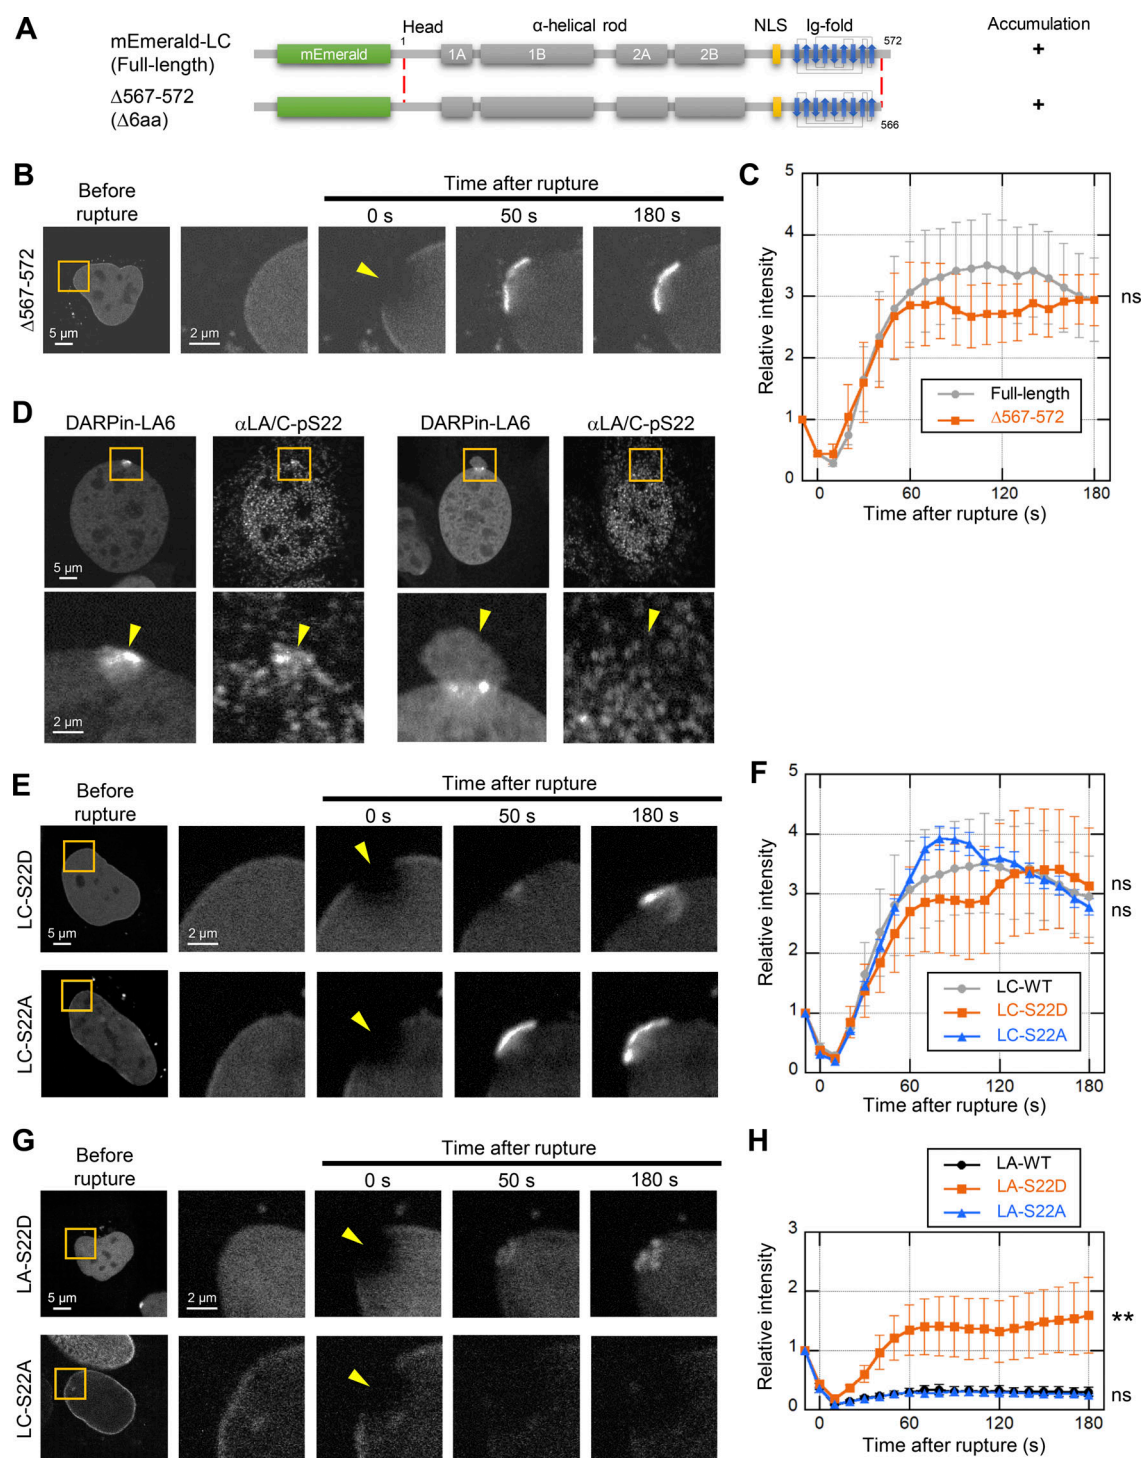 A
Head α-helical rod NLS Ig-fold Accumulation
mEmerald-LC
(Full-length)
1
mEmerald 1A 1B 2A 2B
572
+
Δ567-572
(Δ6aa)
566
+
B
Before
rupture
Time after rupture
0 s 50 s 180 s
Δ567-572
5 µm
2 µm
C
Relative intensity
5
4
3
2
1
0
ns
Full-length
Δ567-572
0 60 120 180
Time after rupture (s)
D
DARPin-LA6 αLA/C-pS22 DARPin-LA6 αLA/C-pS22
5 µm
2 µm
E
Before
rupture
Time after rupture
0 s 50 s 180 s
LC-S22D
5 µm
2 µm
LC-S22A
F
Relative intensity
5
4
3
2
1
0
ns
ns
LC-WT
LC-S22D
LC-S22A
0 60 120 180
Time after rupture (s)
G
Before
rupture
Time after rupture
0 s 50 s 180 s
LA-S22D
5 µm
2 µm
LC-S22A
H
LA-WT
LA-S22D
LA-S22A
Relative intensity
3
2
1
0
**
ns
0 60 120 180
Time after rupture (s)